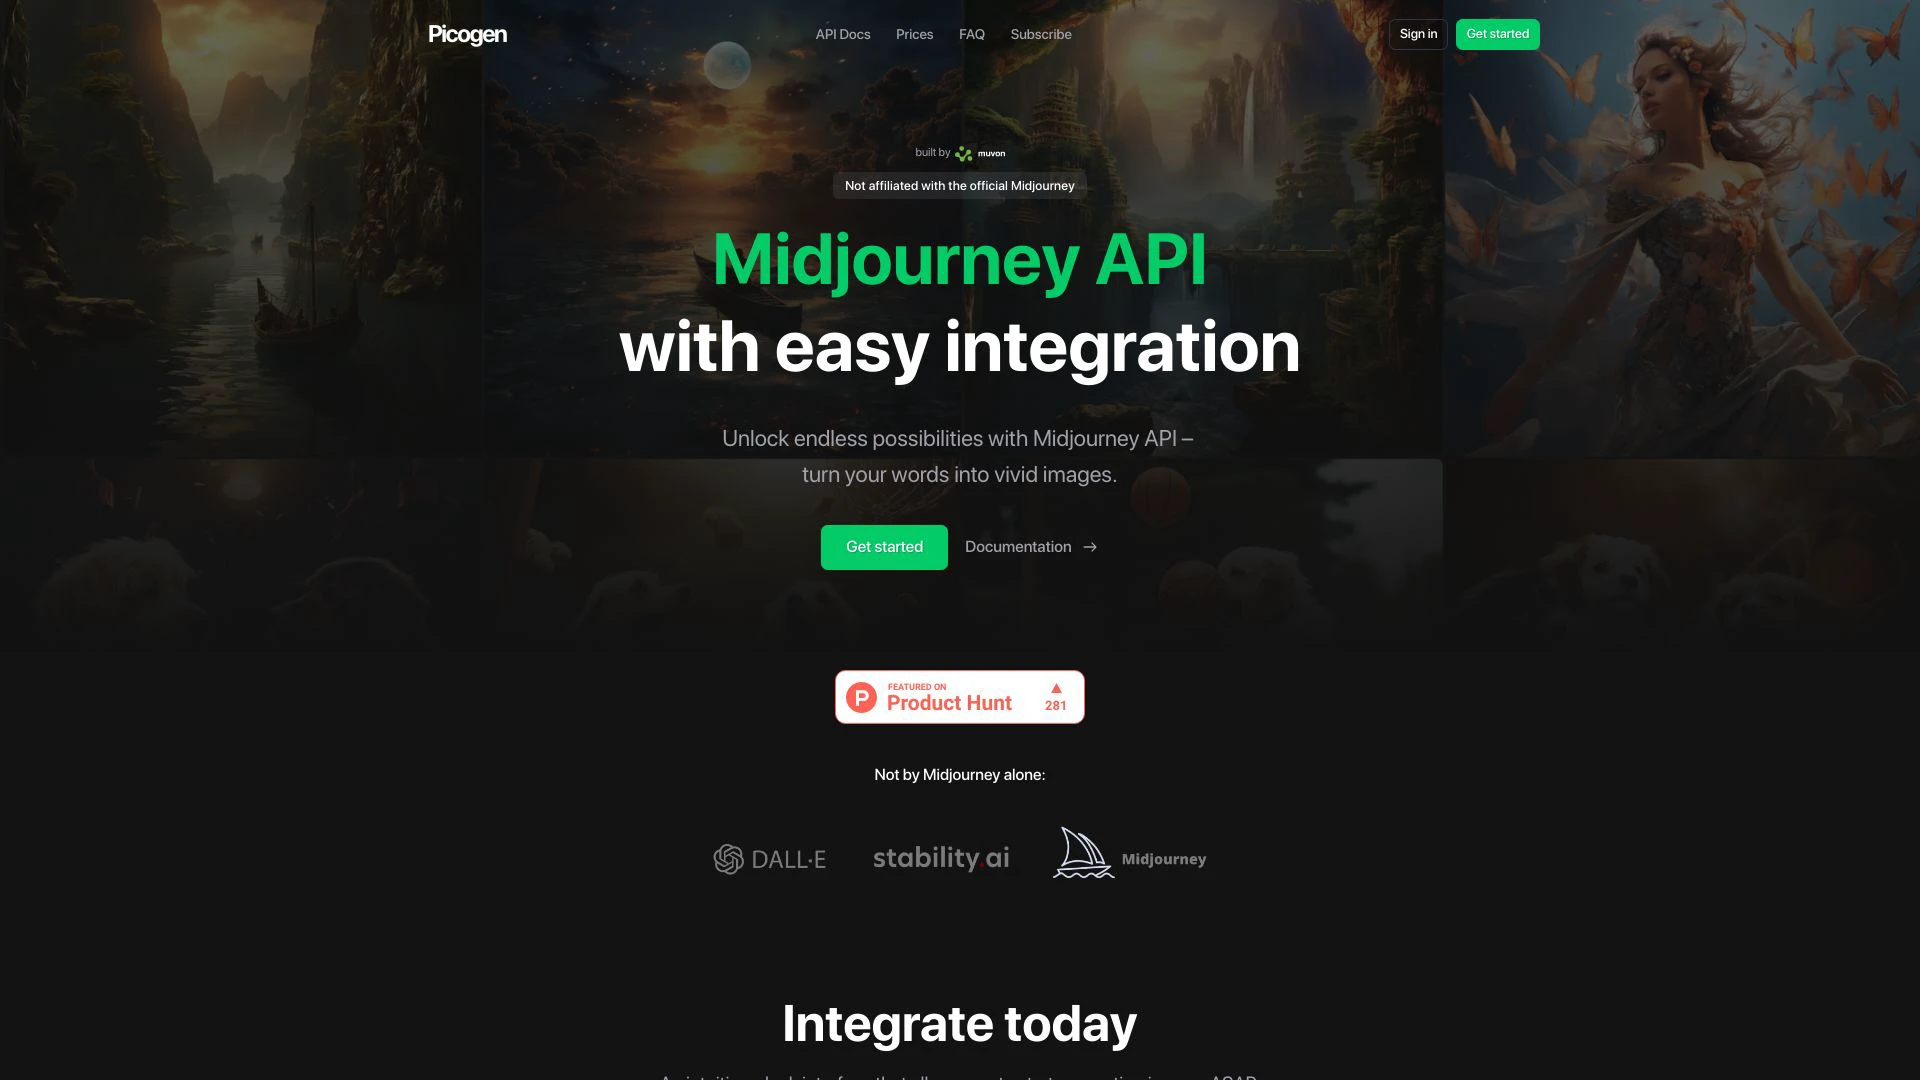 Picogen
API Docs
Prices
FAQ
Subscribe
Sign in
Get started
built by muvon
Not affiliated with the official Midjourney
Midjourney API
with easy integration
Unlock endless possibilities with Midjourney API –
turn your words into vivid images.
Get started
Documentation →
FEATURED ON
Product Hunt
281
Not by Midjourney alone:
DALL·E
stability.ai
Midjourney
Integrate today